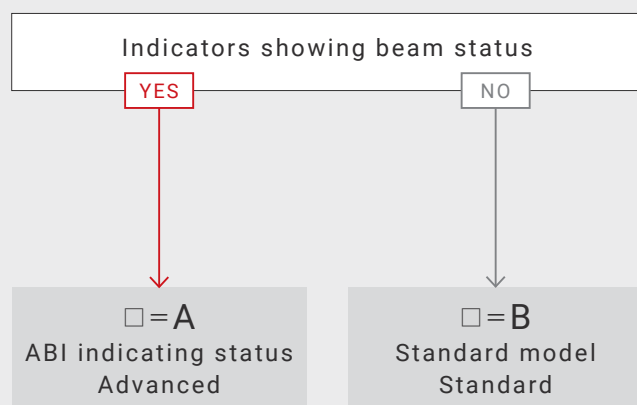 Indicators showing beam status
YES
NO
□=A
ABI indicating status
Advanced
□=B
Standard model
Standard